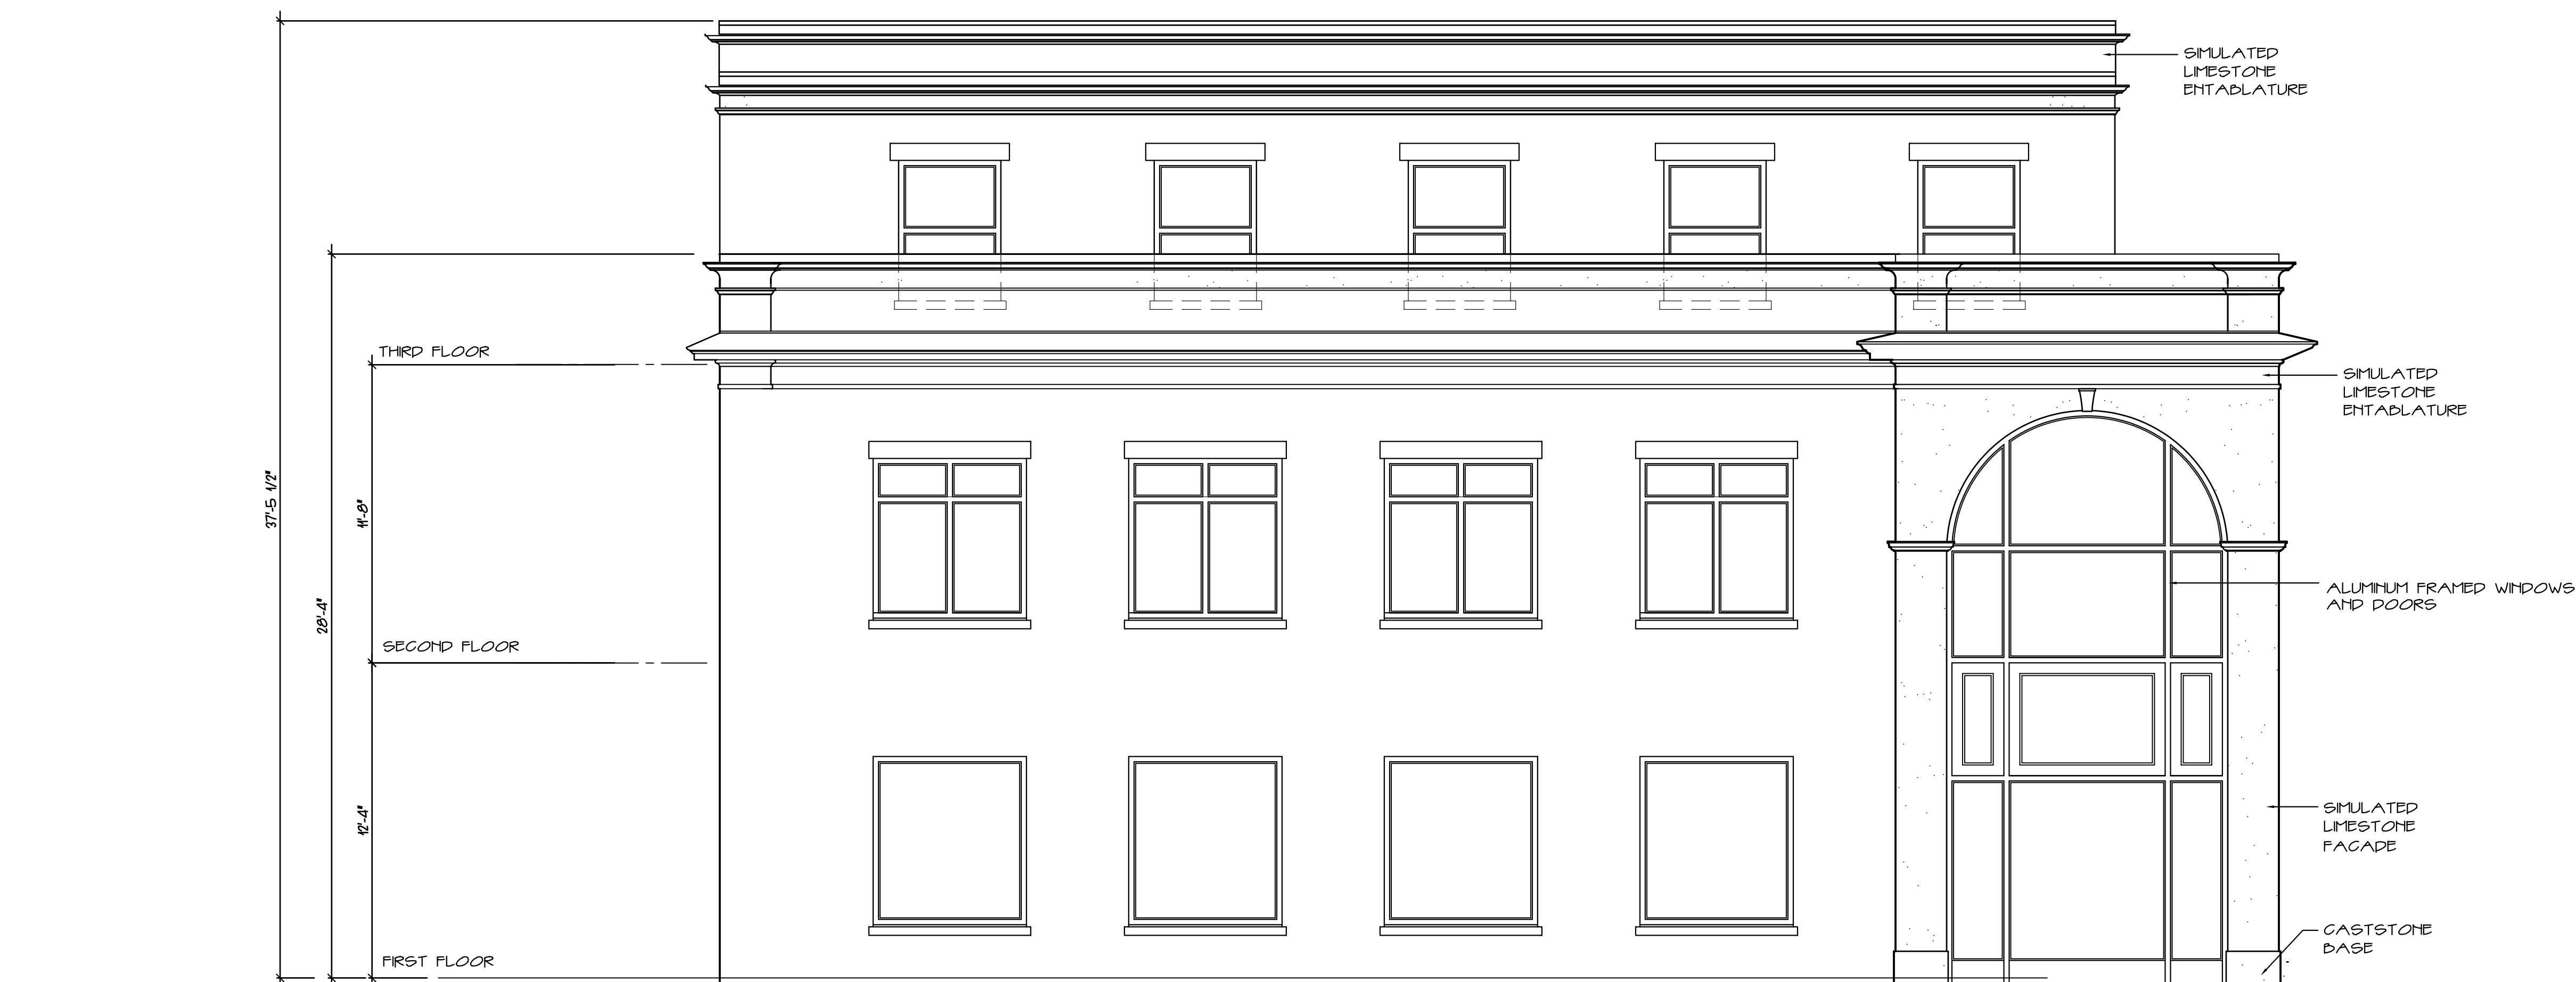 SIMULATED
LIMESTONE
ENTABLATURE
THIRD FLOOR
SIMULATED
LIMESTONE
ENTABLATURE
37'-5 1/2"
11'-8"
28'-4"
ALUMINUM FRAMED WINDOWS
AND DOORS
SECOND FLOOR
12'-4"
SIMULATED
LIMESTONE
FACADE
CASTSTONE
BASE
FIRST FLOOR